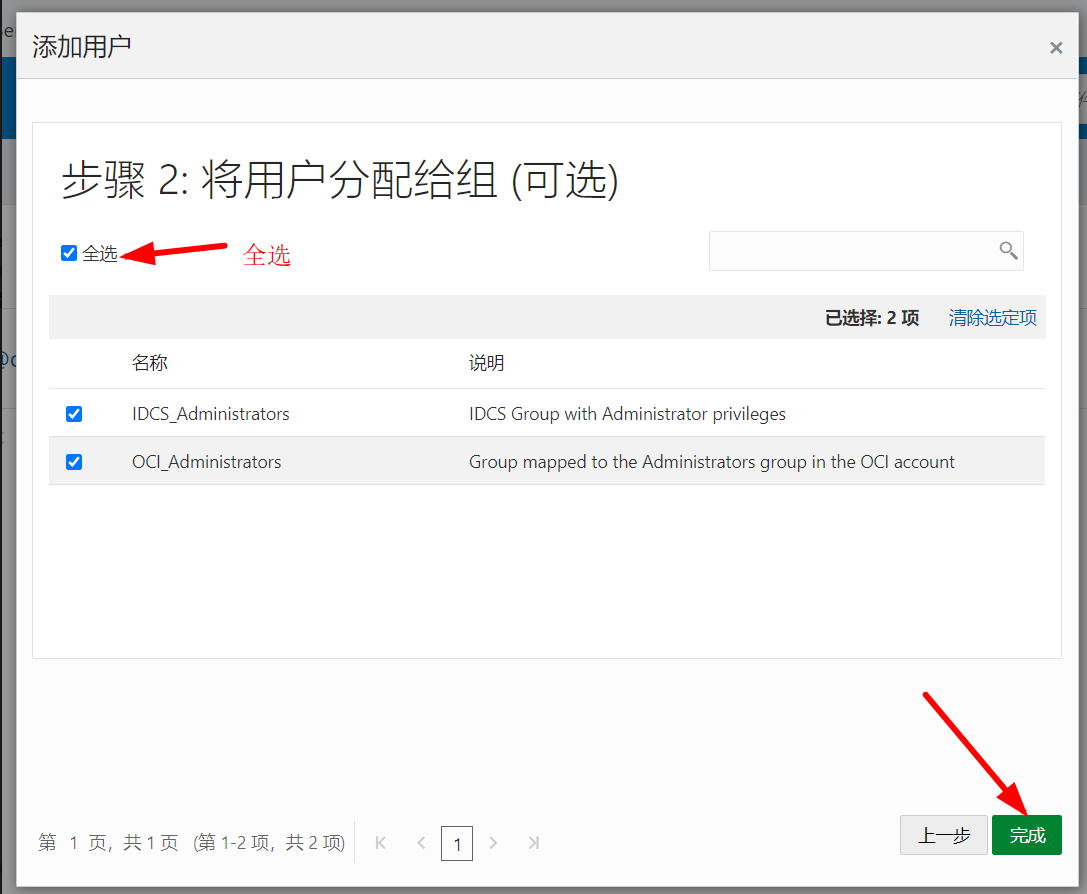 添加用户
步骤 2: 将用户分配给组 (可选)
全选 全选
已选择: 2 项 清除选定项
名称 说明
IDCS_Administrators IDCS Group with Administrator privileges
OCI_Administrators Group mapped to the Administrators group in the OCI account
第 1 页, 共 1 页 (第 1-2 项, 共 2 项) 1
上一步 完成